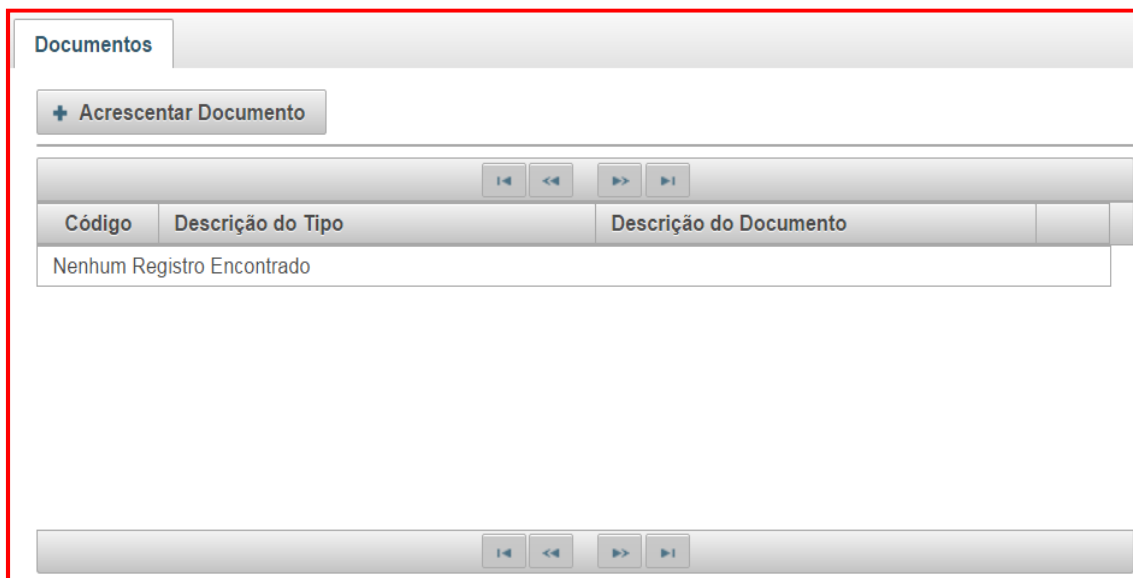 Documentos
Acrescentar Documento
Código Descrição do Tipo Descrição do Documento
Nenhum Registro Encontrado